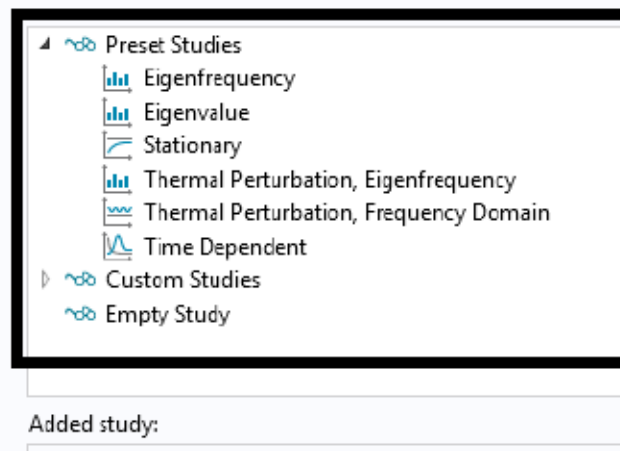 Preset Studies
Eigenfrequency
Eigenvalue
Stationary
Thermal Perturbation, Eigenfrequency
Thermal Perturbation, Frequency Domain
Time Dependent
Custom Studies
Empty Study
Added study: